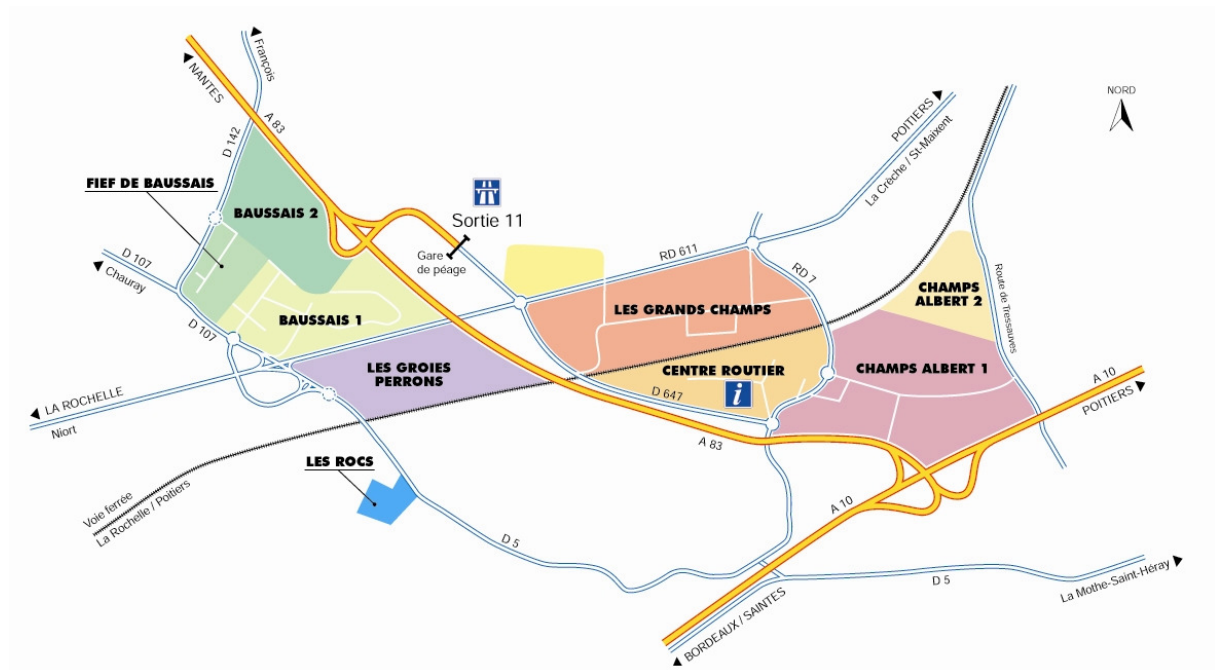 François
NANTES
A 83
D 142
NORD
POITIERS
La Crèche / St-Maixent
FIEF DE BAUSSAIS
BAUSSAIS 2
Sortie 11
Gare
de péage
D 107
Chauray
RD 611
RD 7
LES GRANDS CHAMPS
CHAMPS
ALBERT 2
Route de Tressauves
BAUSSAIS 1
D 107
LES GROIES
PERRONS
CENTRE ROUTIER
i
CHAMPS ALBERT 1
D 647
A 10
POITIERS
LA ROCHELLE
Niort
A 83
LES ROCS
Voie ferrée
La Rochelle / Poitiers
A 10
D 5
D 5
La Mothe-Saint-Héray
BORDEAUX / SAINTES